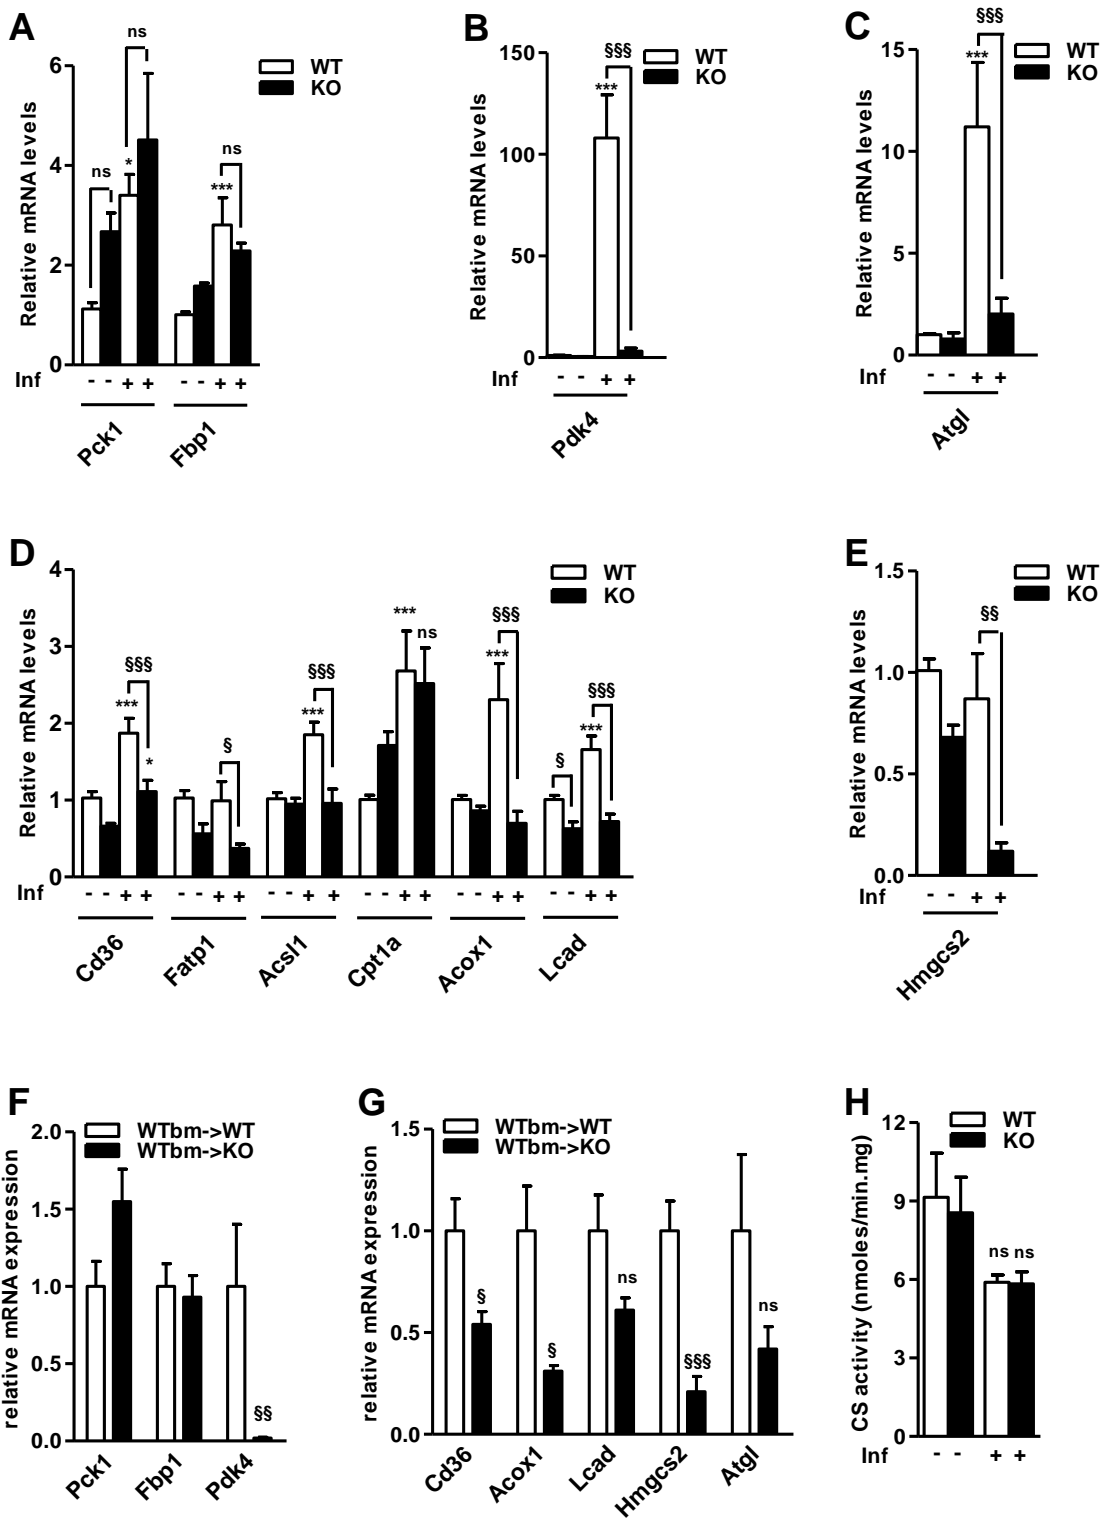 A
ns
6
WT
KO
4
ns
ns
*
***
2
0
Relative mRNA levels
Inf - - + + - - + +
Pck1 Fbp1
B
150
§§§
WT
KO
***
100
50
0
Relative mRNA levels
Inf - - + +
Pdk4
C
§§§
15
***
WT
KO
10
5
0
Relative mRNA levels
Inf - - + +
Atgl
D
4
WT
KO
3
*** ns §§§
§§§ §§§ *** §§§
2
*** *** ***
* § §
1
0
Relative mRNA levels
Inf - - + + - - + + - - + + - - + + - - + + - - + +
Cd36 Fatp1 Acsl1 Cpt1a Acox1 Lcad
E
1.5
WT
KO
§§
1.0
0.5
0.0
Relative mRNA levels
Inf - - + +
Hmgcs2
F
WTbm->WT
WTbm->KO
2.0
1.5
1.0
0.5
0.0
§§
relative mRNA expression
Pck1 Fbp1 Pdk4
G
WTbm->WT
WTbm->KO
1.5
1.0
0.5
0.0
§ § ns §§§ ns
relative mRNA expression
Cd36 Acox1 Lcad Hmgcs2 Atgl
H
WT
KO
12
9
6
3
0
ns ns
CS activity (nmoles/min.mg)
Inf - - + +